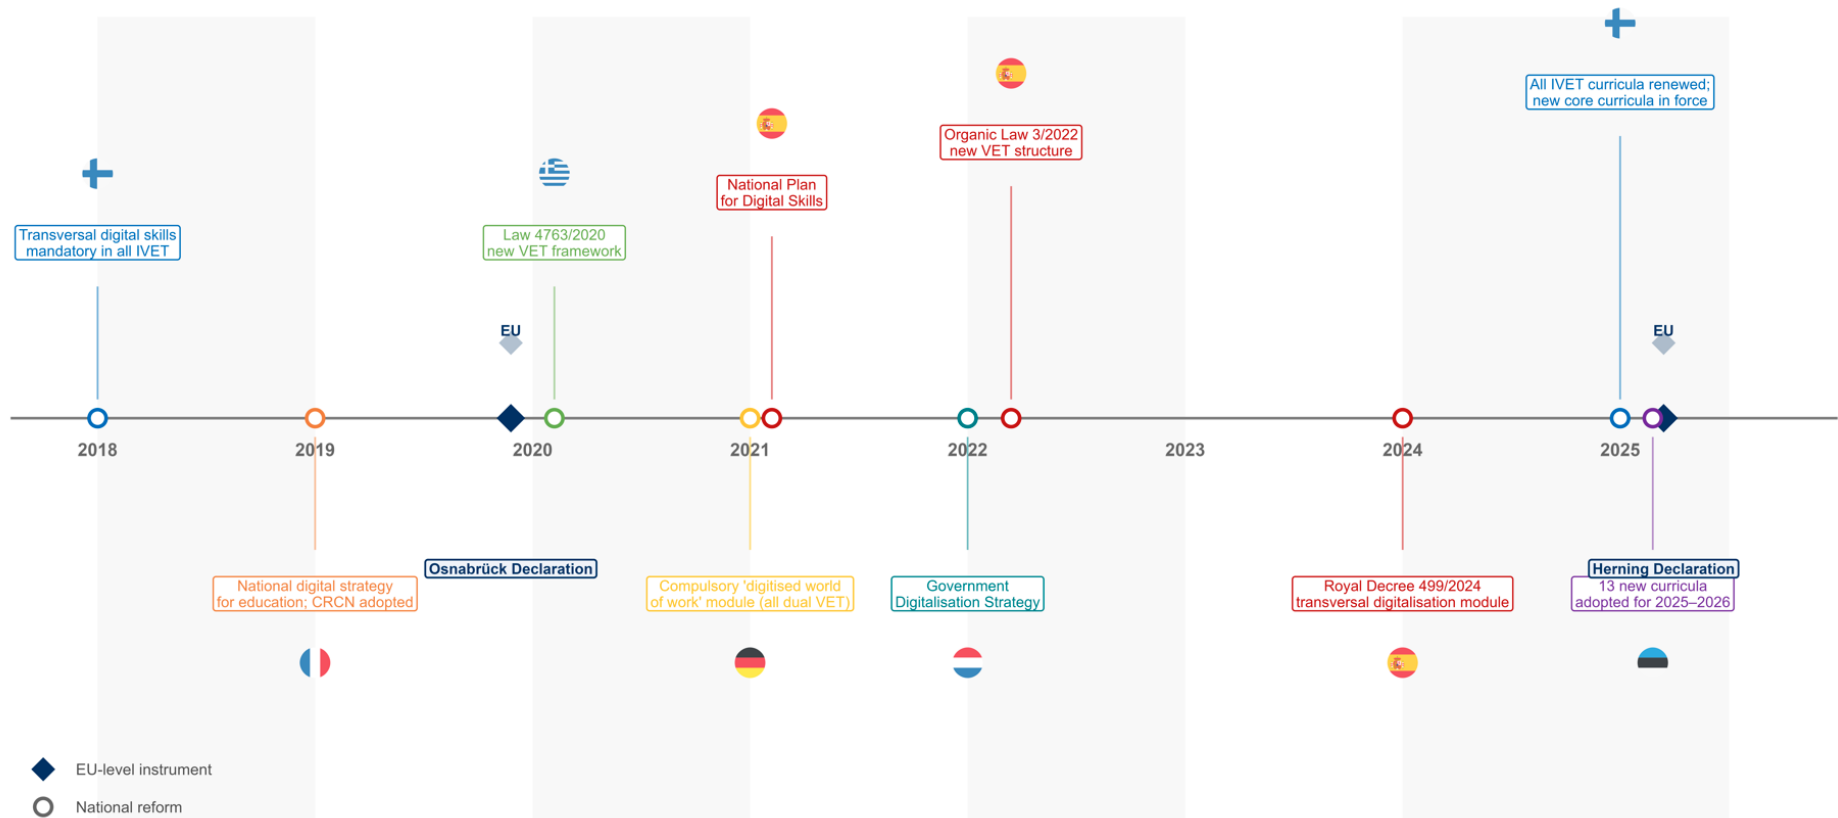 All IVET curricula renewed;
new core curricula in force
Organic Law 3/2022
new VET structure
National Plan
for Digital Skills
Transversal digital skills
mandatory in all IVET
Law 4763/2020
new VET framework
EU
EU
2018
2019
2020
2021
2022
2023
2024
2025
Osnabrück Declaration
Herning Declaration
National digital strategy
for education; CRCN adopted
Compulsory 'digitised world
of work' module (all dual VET)
Government
Digitalisation Strategy
Royal Decree 499/2024
transversal digitalisation module
13 new curricula
adopted for 2025–2026
EU-level instrument
National reform